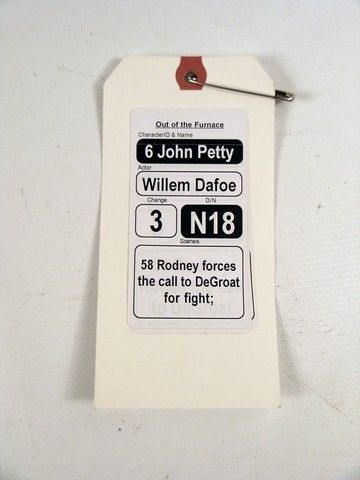 Out of the Furnace
CharacterID & Name
6 John Petty
Actor
Willem Dafoe
Change D/N
3 N18
Scenes
58 Rodney forces
the call to DeGroat
for fight;